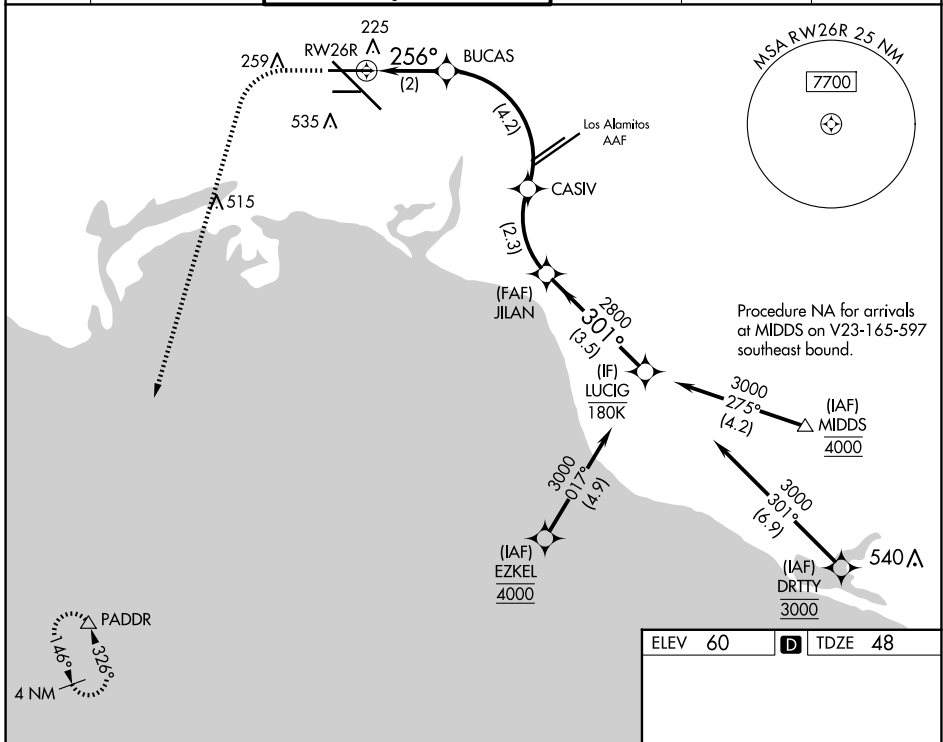 225
259
RW26R
256°
(2)
BUCAS
MSA RW26R 25 NM
7700
535
(4.2)
Los Alamitos
AAF
CASIV
515
(2.3)
(FAF)
JILAN
2800
301°
(3.5)
Procedure NA for arrivals
at MIDDS on V23-165-597
southeast bound.
(IF)
LUCIG
180K
3000
275°
(4.2)
(IAF)
MIDDS
4000
3000
017°
(4.9)
3000
301°
(6.9)
(IAF)
EZKEL
4000
(IAF)
DRTTY
3000
540
PADDR
146°
326°
4 NM
ELEV 60 D TDZE 48